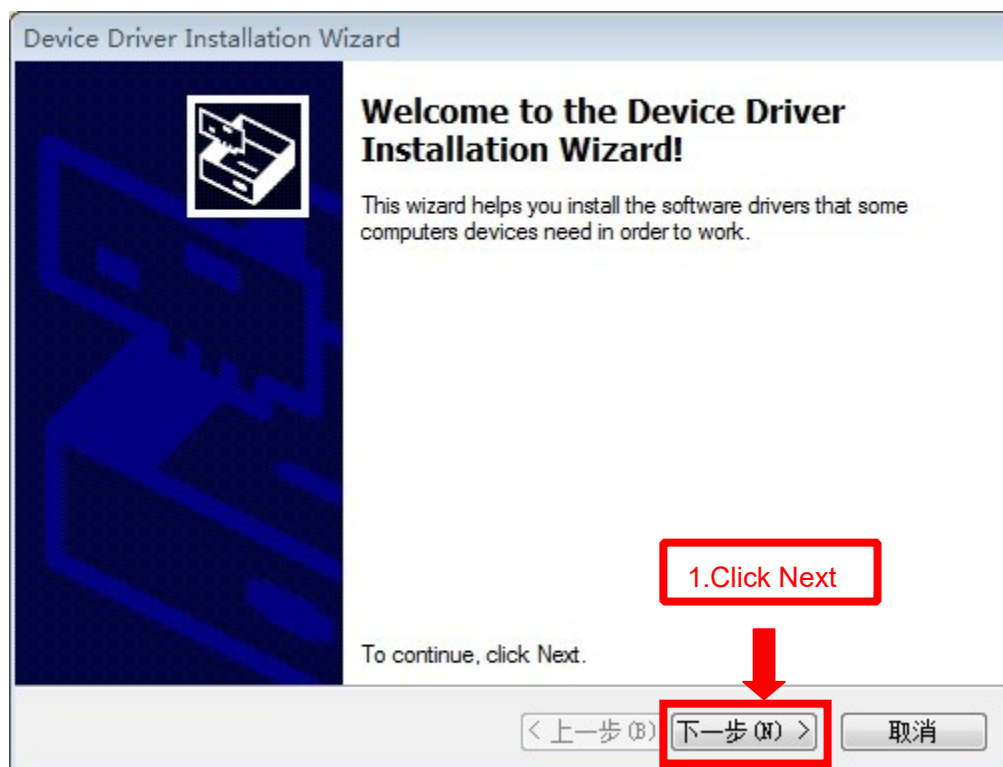 Device Driver Installation Wizard
Welcome to the Device Driver
Installation Wizard!
This wizard helps you install the software drivers that some
computers devices need in order to work.
1.Click Next
To continue, click Next.
< 上一步(B)
下一步(N) >
取消